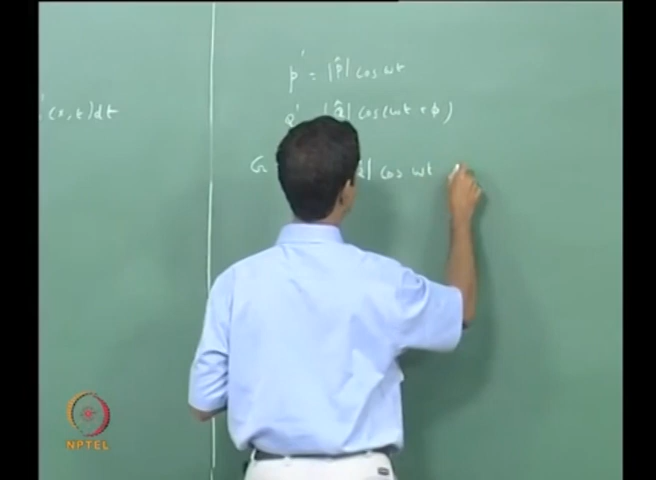 p' = |p̂| cos ωt
' (x,t) dt
Q' |Q̂| cos(ωt + φ)
G | cos ωt
NPTEL